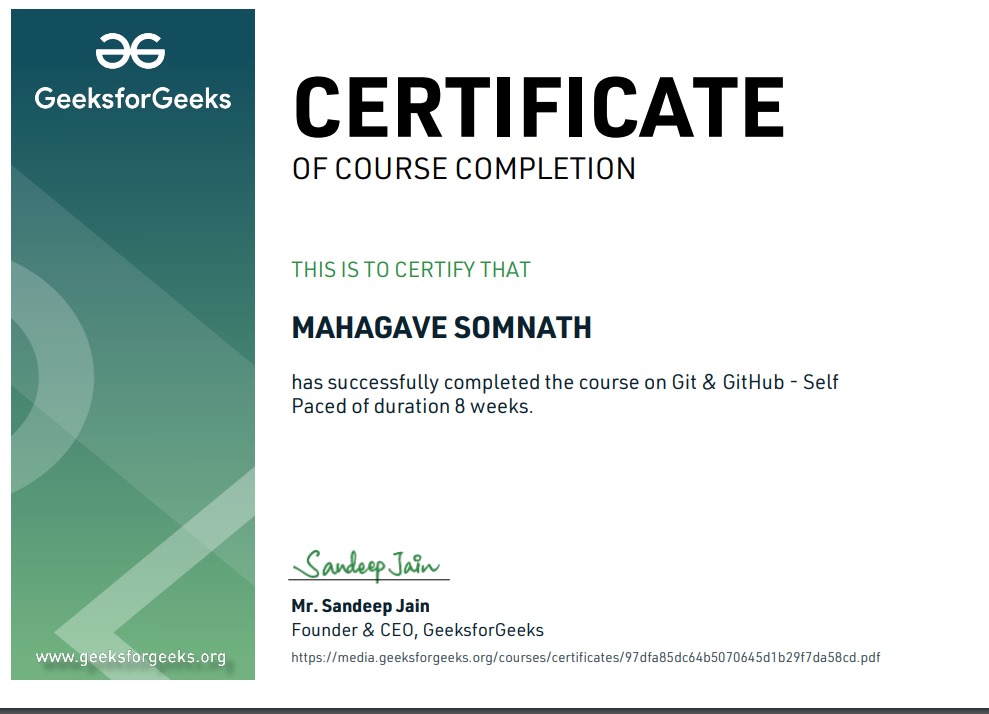 GeeksforGeeks
CERTIFICATE
OF COURSE COMPLETION
THIS IS TO CERTIFY THAT
MAHAGAVE SOMNATH
has successfully completed the course on Git & GitHub - Self
Paced of duration 8 weeks.
Sandeep Jain
Mr. Sandeep Jain
Founder & CEO, GeeksforGeeks
https://media.geeksforgeeks.org/courses/certificates/97dfa85dc64b5070645d1b29f7da58cd.pdf
www.geeksforgeeks.org